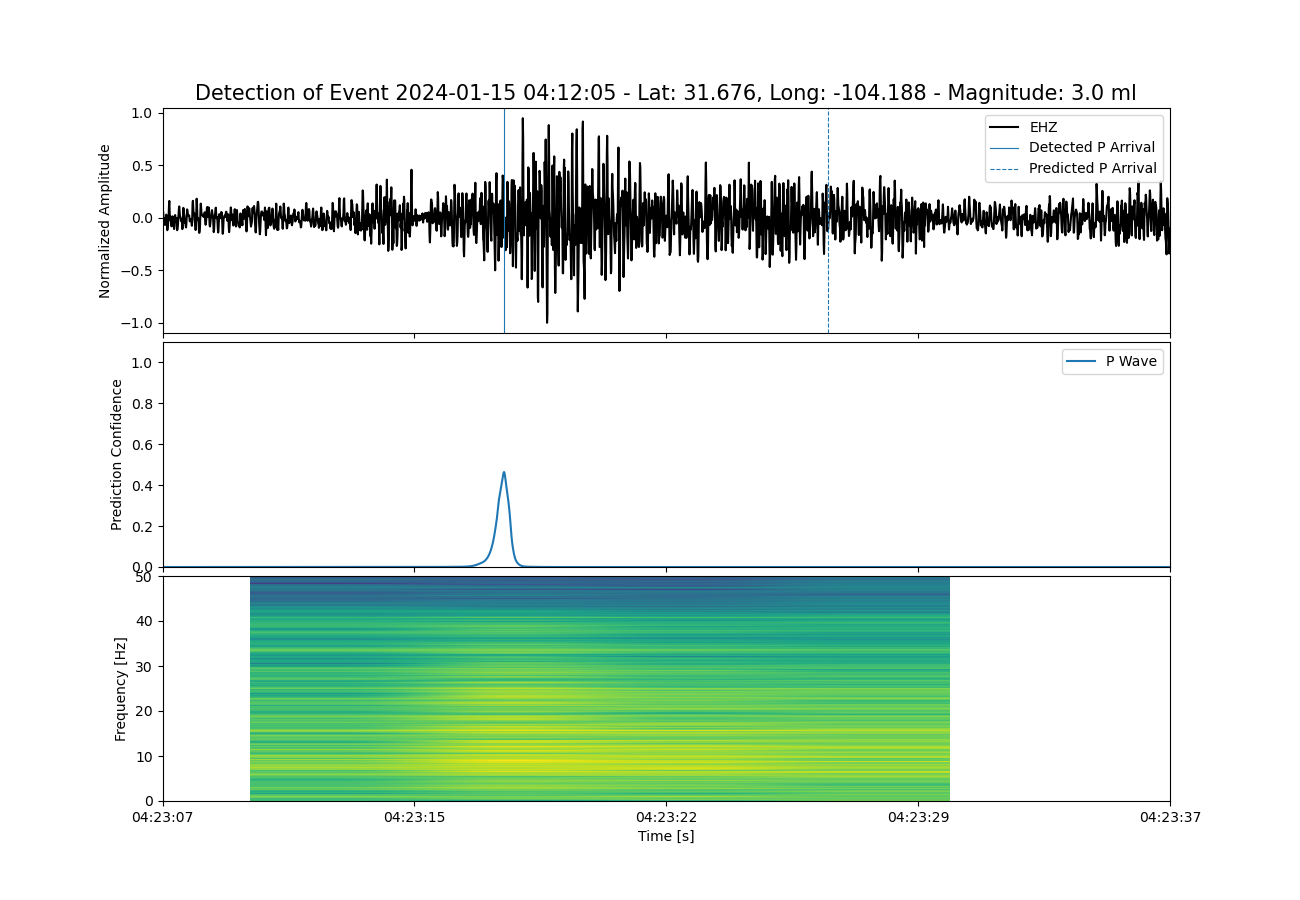 Detection of Event 2024-01-15 04:12:05 - Lat: 31.676, Long: -104.188 - Magnitude: 3.0 ml
Normalized Amplitude
1.0
0.5
0.0
−0.5
−1.0
EHZ
Detected P Arrival
Predicted P Arrival
Prediction Confidence
1.0
0.8
0.6
0.4
0.2
0.0
P Wave
Frequency [Hz]
50
40
30
20
10
0
04:23:07 04:23:15 04:23:22 04:23:29 04:23:37
Time [s]